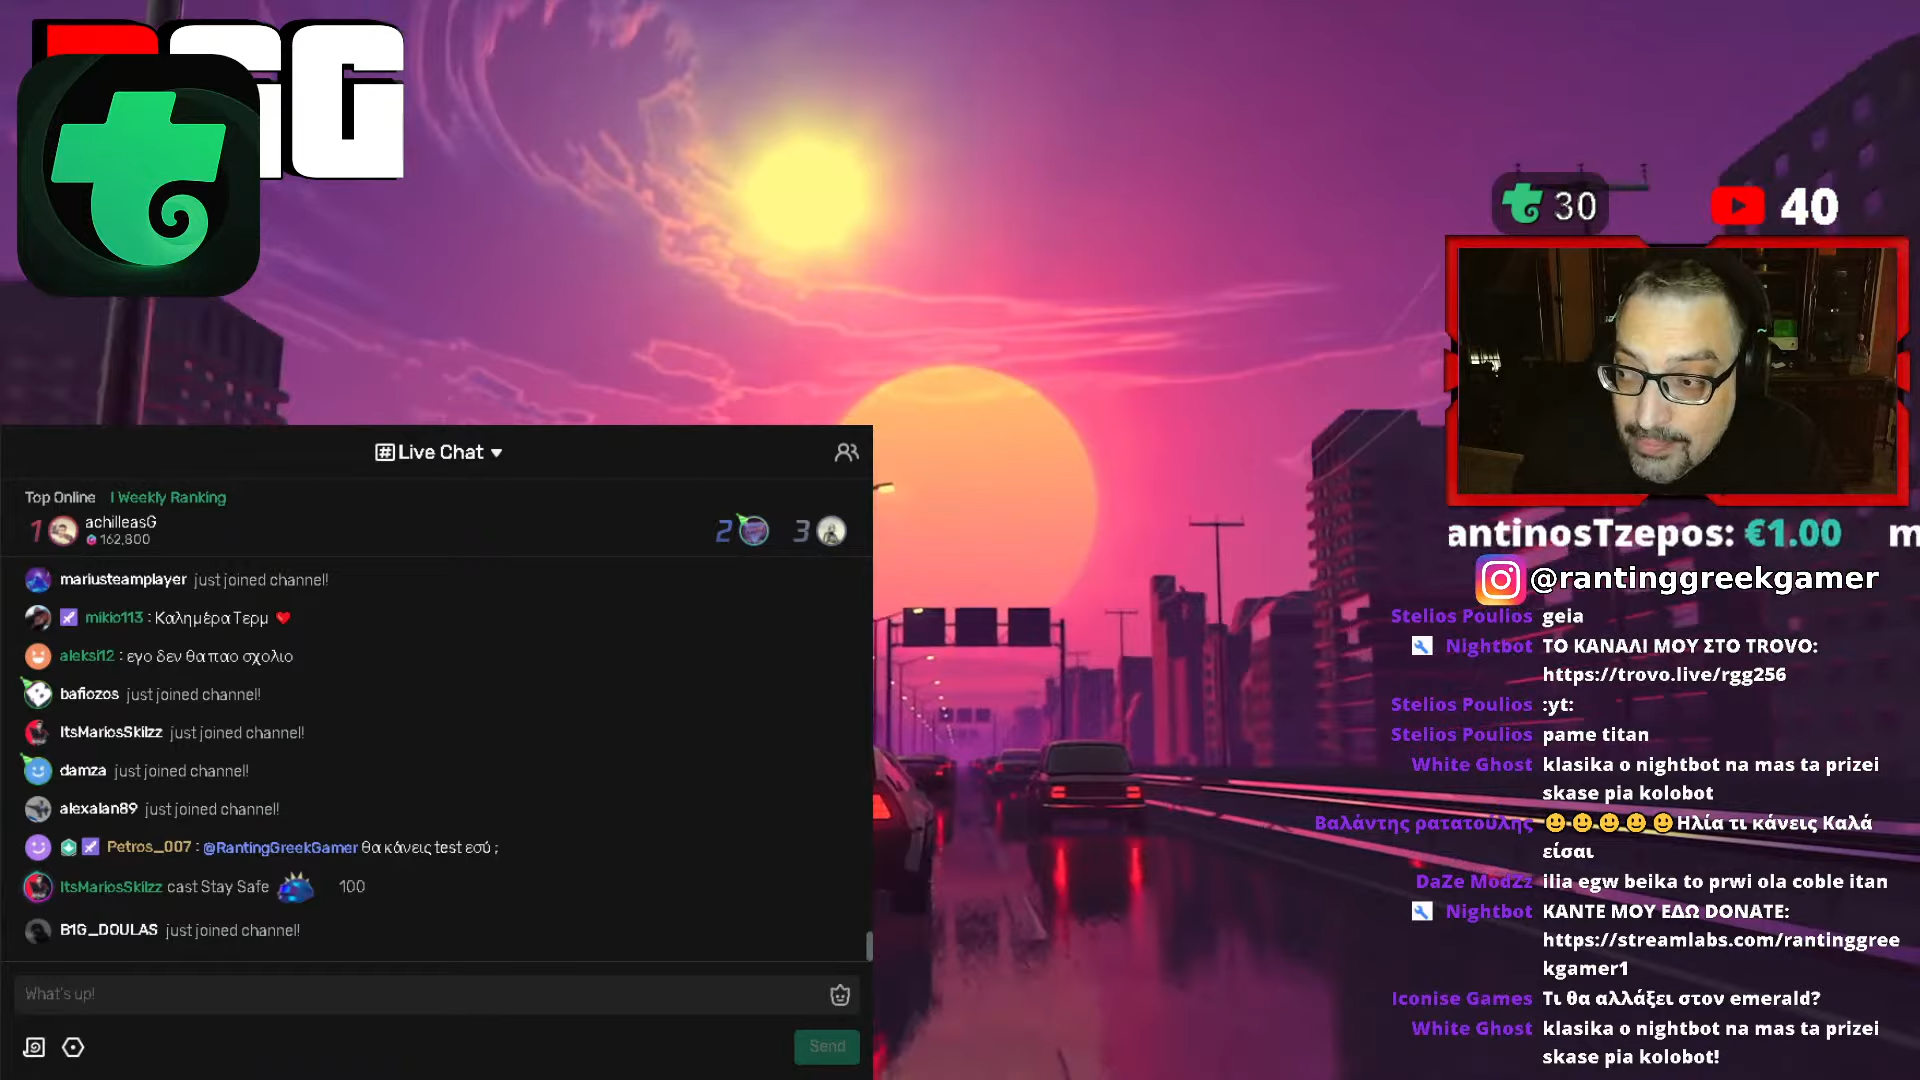 GG
30
40
antinosTzepos: €1.00 m
@rantinggreekgamer
Live Chat
Top Online | Weekly Ranking
1 achilleasG
162,800
2
3
mariusteamplayer just joined channel!
mikio113 : Καλημέρα Τερμ
aleksi12 : εγο δεν θα παο σχολιο
bafiozos just joined channel!
ItsMariosSkilzz just joined channel!
damza just joined channel!
alexalan89 just joined channel!
Petros_007 : @RantingGreekGamer θα κάνεις test εσύ ;
ItsMariosSkilzz cast Stay Safe 100
B1G_DOULAS just joined channel!
What's up!
Send
Stelios Poulios geia
Nightbot ΤΟ ΚΑΝΑΛΙ ΜΟΥ ΣΤΟ TROVO:
https://trovo.live/rgg256
Stelios Poulios :yt:
Stelios Poulios pame titan
White Ghost klasika o nightbot na mas ta prizei
skase pia kolobot
Βαλάντης ρατατούλης Ηλία τι κάνεις Καλά
είσαι
DaZe ModZz ilia egw beika to prwi ola coble itan
Nightbot ΚΑΝΤΕ ΜΟΥ ΕΔΩ DONATE:
https://streamlabs.com/rantinggree
kgamer1
Iconise Games Τι θα αλλάξει στον emerald?
White Ghost klasika o nightbot na mas ta prizei
skase pia kolobot!